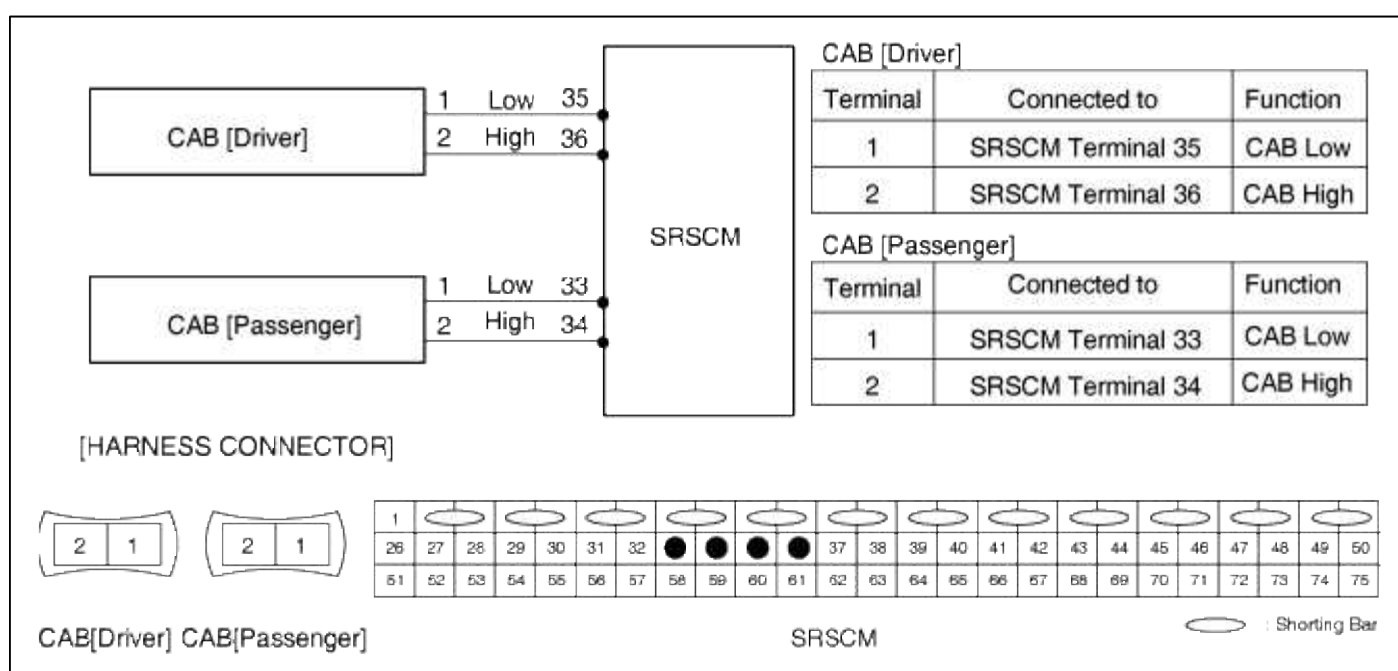 CAB [Driver]
1 Low 35
2 High 36
CAB [Passenger]
1 Low 33
2 High 34
SRSCM
CAB [Driver]
Terminal Connected to Function
1 SRSCM Terminal 35 CAB Low
2 SRSCM Terminal 36 CAB High
CAB [Passenger]
Terminal Connected to Function
1 SRSCM Terminal 33 CAB Low
2 SRSCM Terminal 34 CAB High
[HARNESS CONNECTOR]
2 1
2 1
1
26 27 28 29 30 31 32 37 38 39 40 41 42 43 44 45 46 47 48 49 50
51 52 53 54 55 56 57 58 59 60 61 62 63 64 65 66 67 68 69 70 71 72 73 74 75
CAB[Driver] CAB[Passenger]
SRSCM
: Shorting Bar